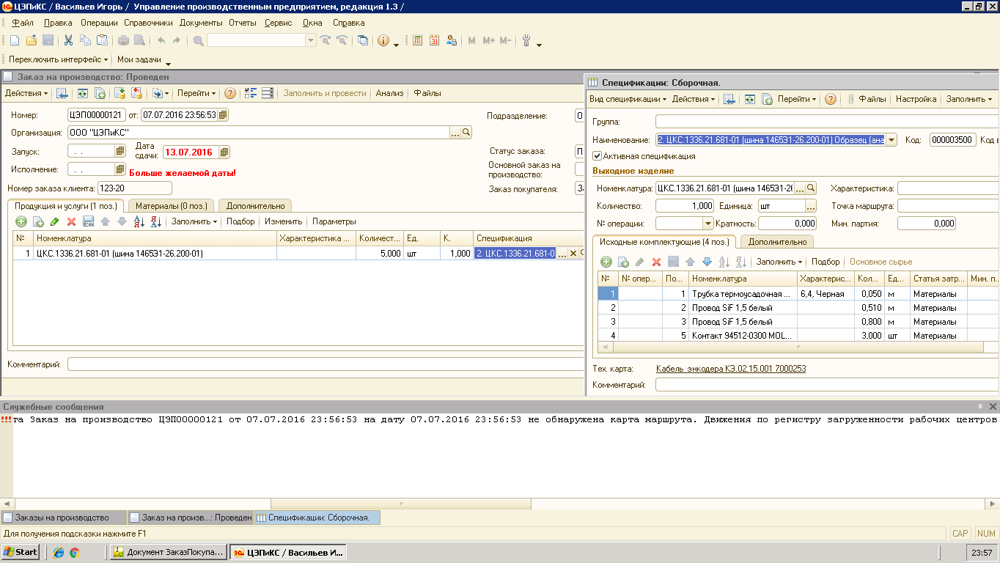 ЦЭПиКС / Васильев Игорь / Управление производственным предприятием, редакция 1.3 /
Файл Правка Операции Справочники Документы Отчеты Сервис Окна Справка
M M+ M-
Переключить интерфейс Мои задачи
Заказ на производство: Проведен
Действия Перейти Заполнить и провести Анализ Файлы
Номер: ЦЭП00000121 от: 07.07.2016 23:56:53 Подразделение: О
Организация: ООО "ЦЭПиКС" ...
Запуск: . . Дата сдачи: 13.07.2016 Статус заказа: П
Исполнение: . . Больше желаемой даты! Основной заказ на производство:
Номер заказа клиента: 123-20 Заказ покупателя: За
Продукция и услуги (1 поз.) Материалы (0 поз.) Дополнительно
Заполнить Подбор Изменить Параметры
№ Номенклатура Характеристика ... Количест... Ед. К. Спецификация
1 ЦКС.1336.21.681-01 (шина 1465Э1-26.200-01) 5,000 шт 1,000 2. ЦКС.1336.21.681-0 ...
Комментарий:
Спецификации: Сборочная.
Вид спецификации Действия Перейти Файлы Настройка Заполнить
Группа:
Наименование: 2. ЦКС.1336.21.681-01 (шина 1465Э1-26.200-01) Образец (ана Код: 000003500 Код в
Активная спецификация
Выходное изделие
Номенклатура: ЦКС.1336.21.681-01 (шина 1465Э1-26 ... Характеристика:
Количество: 1,000 Единица: шт ... Точка маршрута:
№ операции: Кратность: 0,000 Мин. партия: 0,000
Исходные комплектующие (4 поз.) Дополнительно
Заполнить Подбор Основное сырье
№ № опер... По... Номенклатура Характерис... Кол... Ед... Статья затр... Мин. п...
1 1 Трубка термоусадочная ... 6,4, Черная 0,050 м Материалы
2 2 Провод SiF 1,5 белый 0,510 м Материалы
3 3 Провод SiF 1,5 белый 0,800 м Материалы
4 5 Контакт 94512-0300 MOL... 3,000 шт Материалы
Тех. карта: Кабель энкодера КЭ.02.15.001 7000253
Комментарий:
Служебные сообщения
!!! та Заказ на производство ЦЭП00000121 от 07.07.2016 23:56:53 на дату 07.07.2016 23:56:53 не обнаружена карта маршрута. Движения по регистру загруженности рабочих центров
Заказы на производство Заказ на произв...: Проведен Спецификации: Сборочная.
Для получения подсказки нажмите F1 CAP NUM
Start Документ ЗаказПокупа... ЦЭПиКС / Васильев И... 23:57